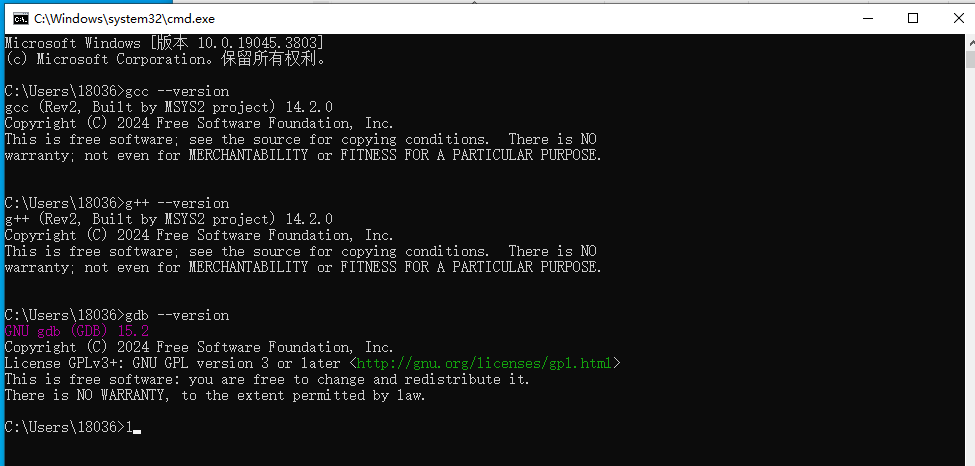 C:\Windows\system32\cmd.exe
Microsoft Windows [版本 10.0.19045.3803]
(c) Microsoft Corporation。保留所有权利。
C:\Users\18036>gcc --version
gcc (Rev2, Built by MSYS2 project) 14.2.0
Copyright (C) 2024 Free Software Foundation, Inc.
This is free software; see the source for copying conditions.  There is NO
warranty; not even for MERCHANTABILITY or FITNESS FOR A PARTICULAR PURPOSE.
C:\Users\18036>g++ --version
g++ (Rev2, Built by MSYS2 project) 14.2.0
Copyright (C) 2024 Free Software Foundation, Inc.
This is free software; see the source for copying conditions.  There is NO
warranty; not even for MERCHANTABILITY or FITNESS FOR A PARTICULAR PURPOSE.
C:\Users\18036>gdb --version
GNU gdb (GDB) 15.2
Copyright (C) 2024 Free Software Foundation, Inc.
License GPLv3+: GNU GPL version 3 or later <http://gnu.org/licenses/gpl.html>
This is free software: you are free to change and redistribute it.
There is NO WARRANTY, to the extent permitted by law.
C:\Users\18036>1